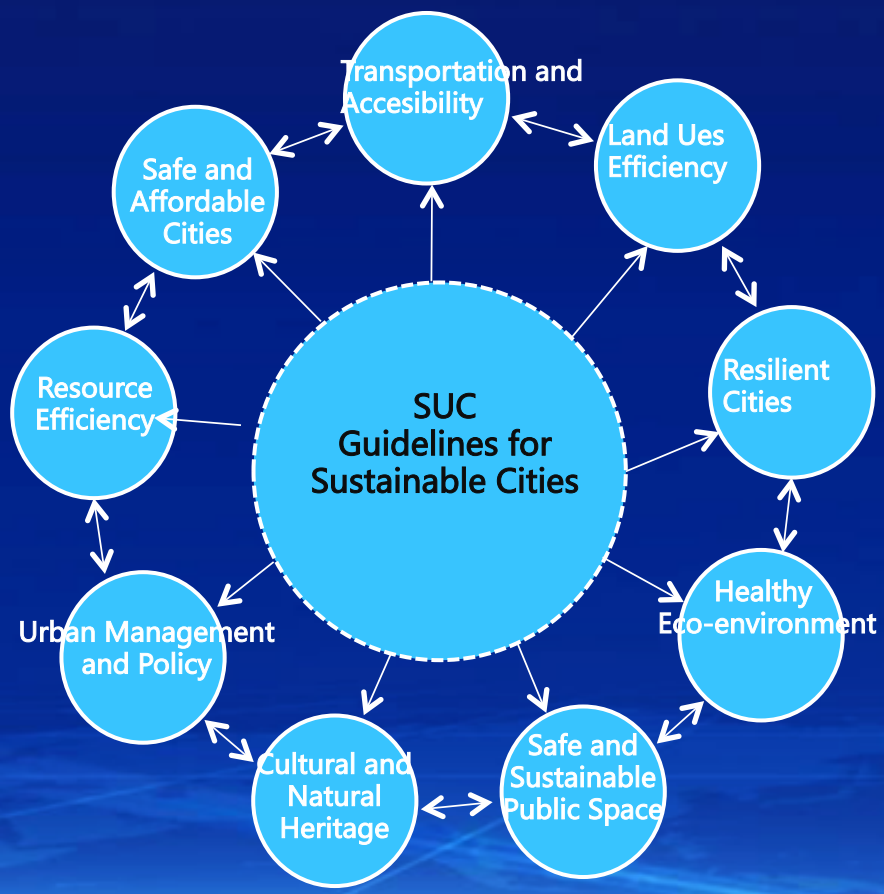 Transportation and
Accesibility
Land Ues
Efficiency
Safe and
Affordable
Cities
Resilient
Cities
Resource
Efficiency
SUC
Guidelines for
Sustainable Cities
Healthy
Eco-environment
Urban Management
and Policy
Safe and
Sustainable
Public Space
Cultural and
Natural
Heritage